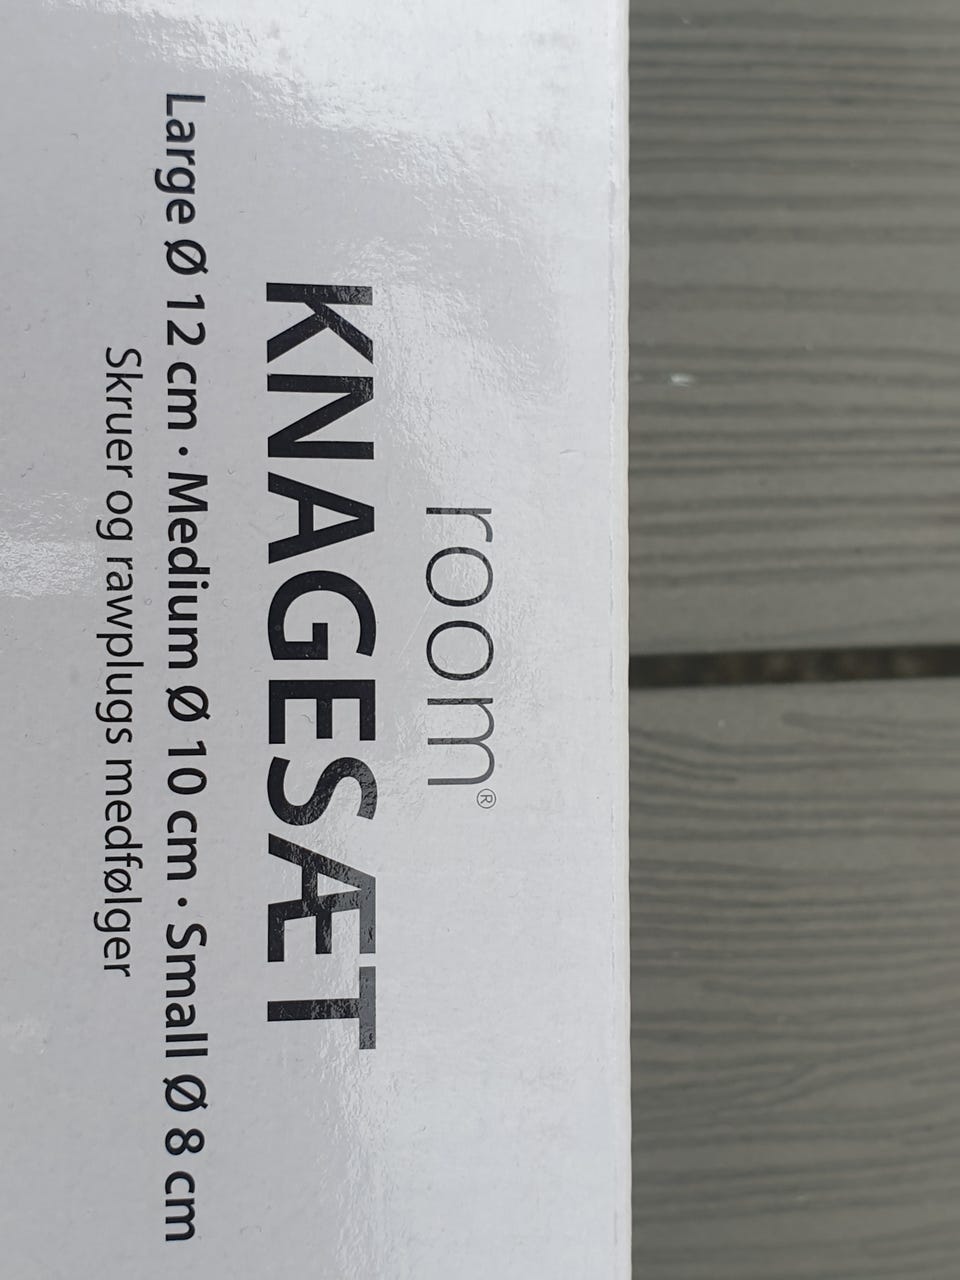 room®
KNAGESÆT
Large Ø 12 cm · Medium Ø 10 cm · Small Ø 8 cm
Skruer og rawplugs medfølger